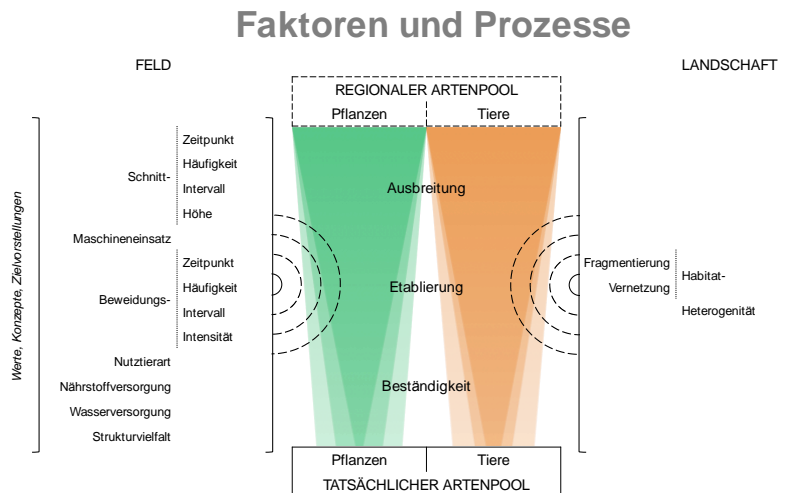 Faktoren und Prozesse
FELD
LANDSCHAFT
REGIONALER ARTENPOOL
Pflanzen
Tiere
Werte, Konzepte, Zielvorstellungen
Schnitt-
Zeitpunkt
Häufigkeit
Intervall
Höhe
Maschineneinsatz
Beweidungs-
Zeitpunkt
Häufigkeit
Intervall
Intensität
Nutztierart
Nährstoffversorgung
Wasserversorgung
Strukturvielfalt
Ausbreitung
Etablierung
Beständigkeit
Fragmentierung
Vernetzung
Habitat-
Heterogenität
Pflanzen
Tiere
TATSÄCHLICHER ARTENPOOL